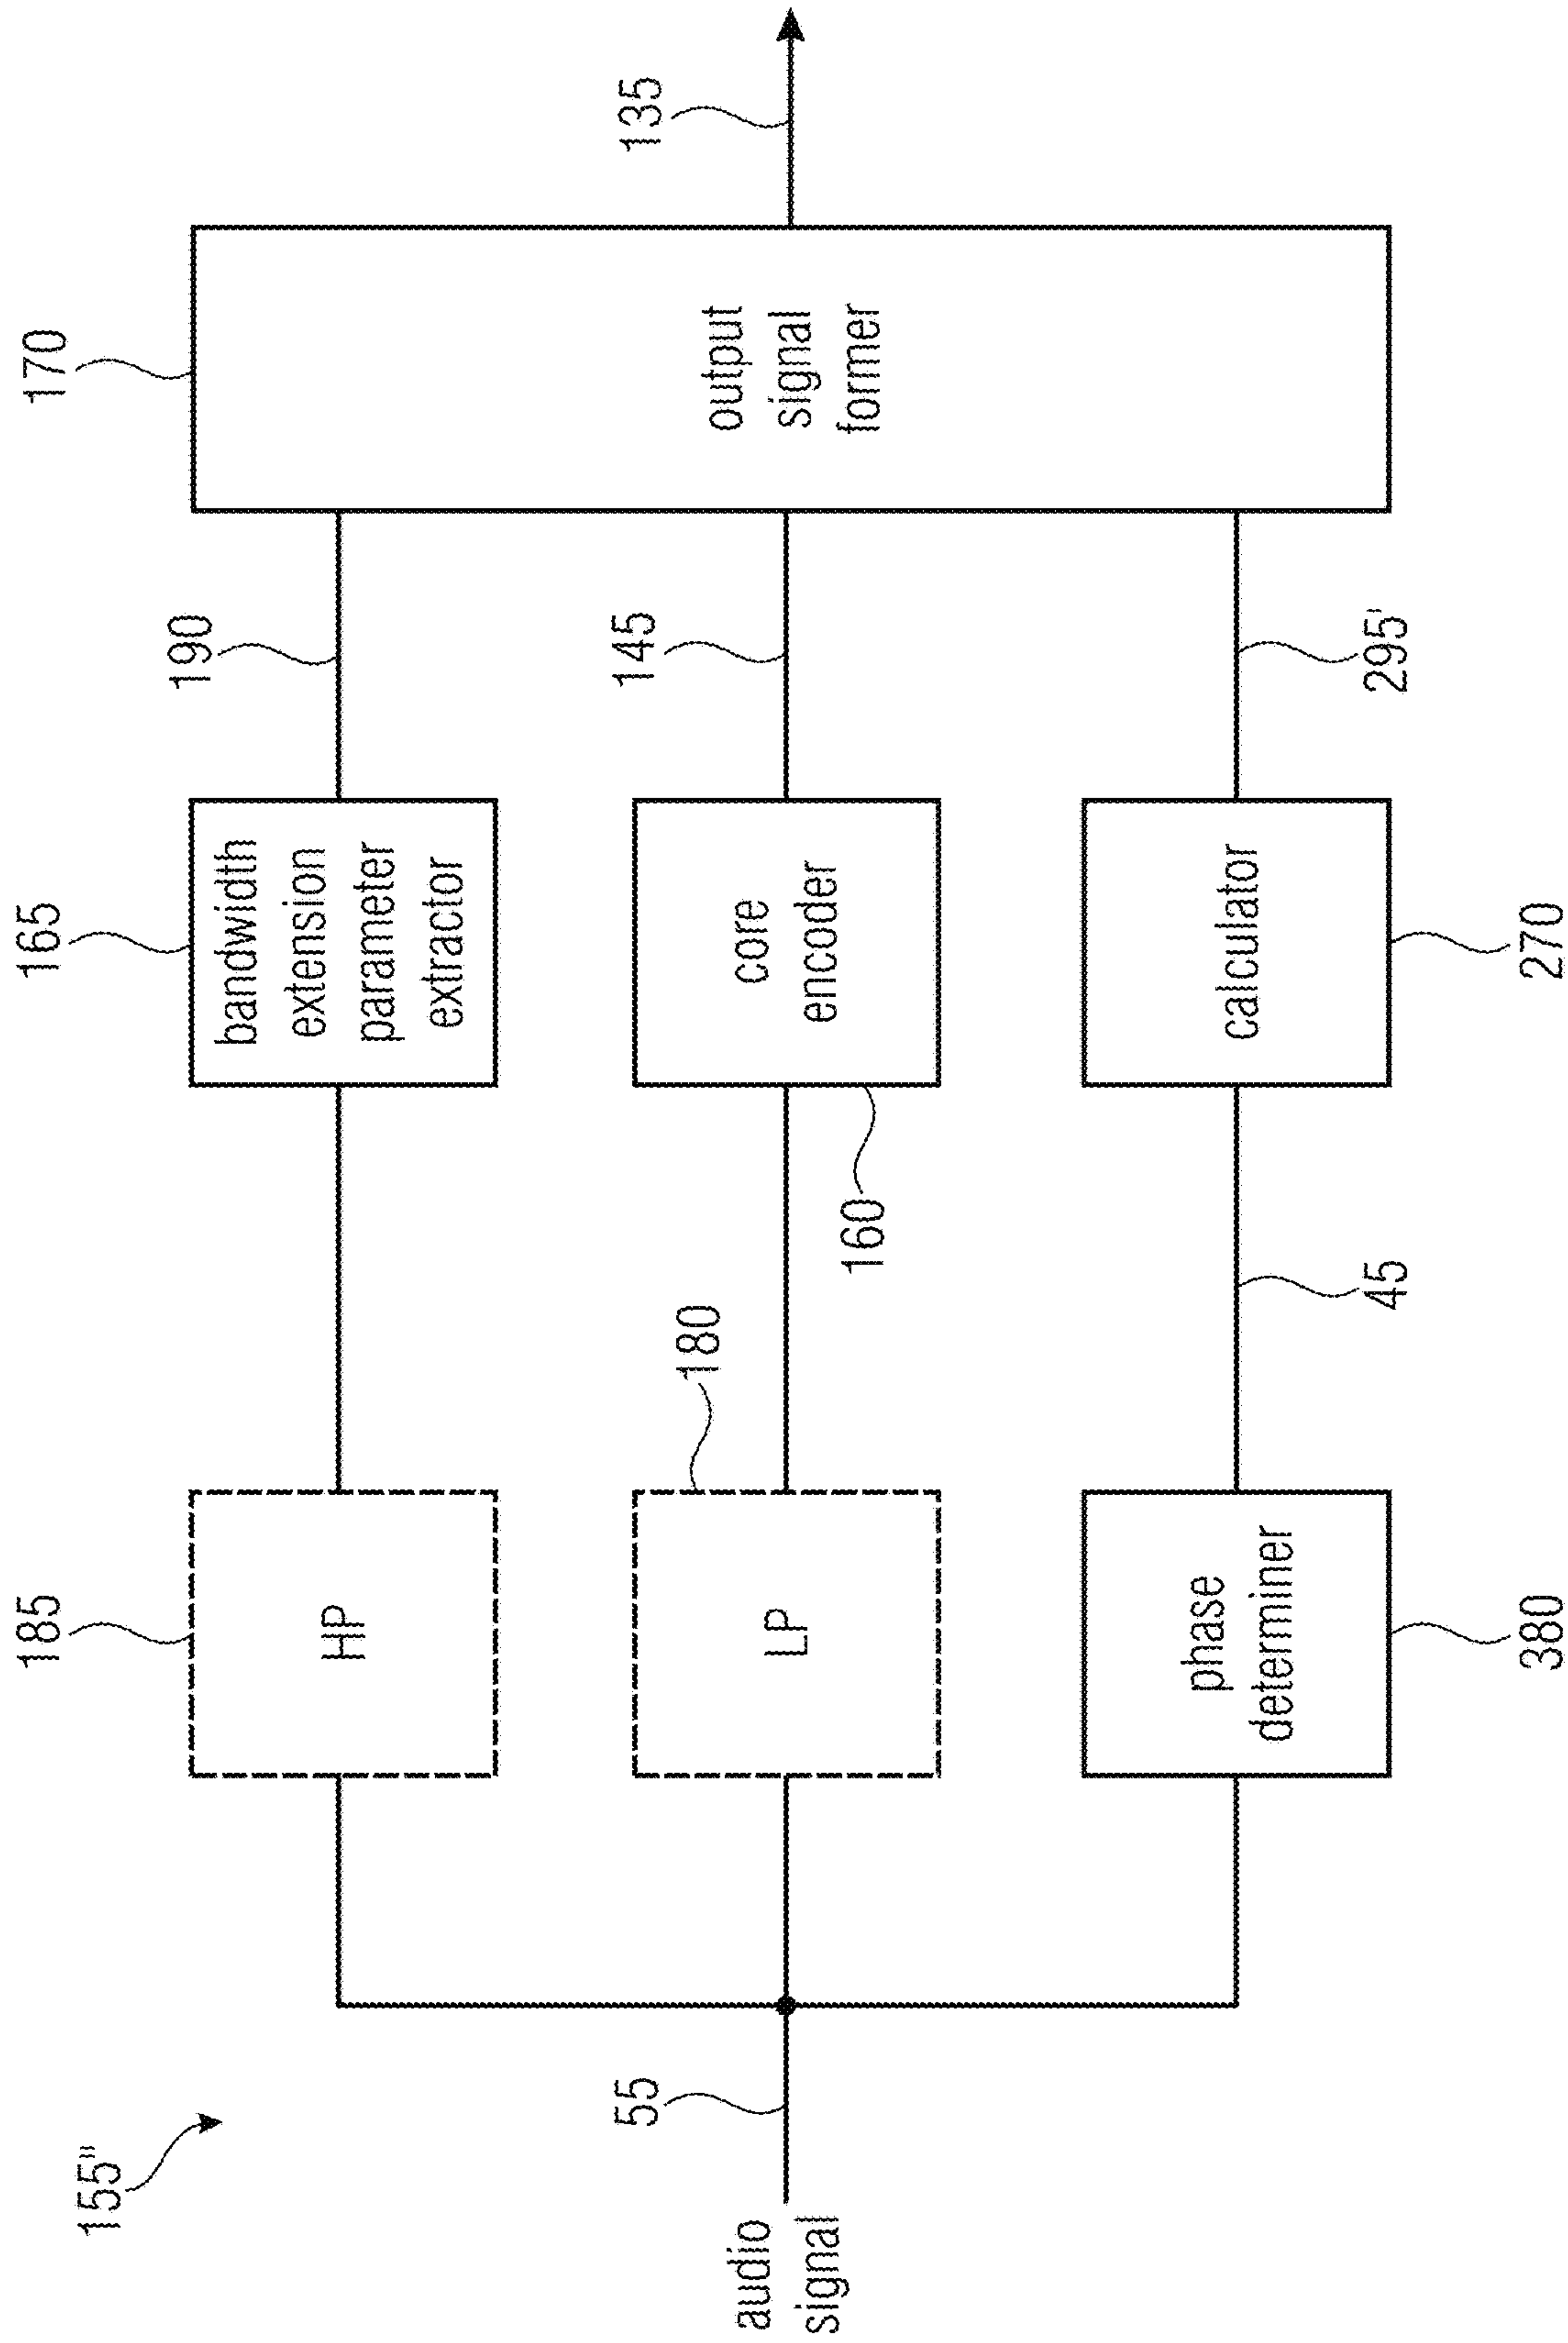 155"
audio
signal
55
185
HP
180
LP
phase
determiner
380
165
bandwidth
extension
parameter
extractor
core
encoder
160
45
calculator
270
190
145
295'
170
output
signal
former
135